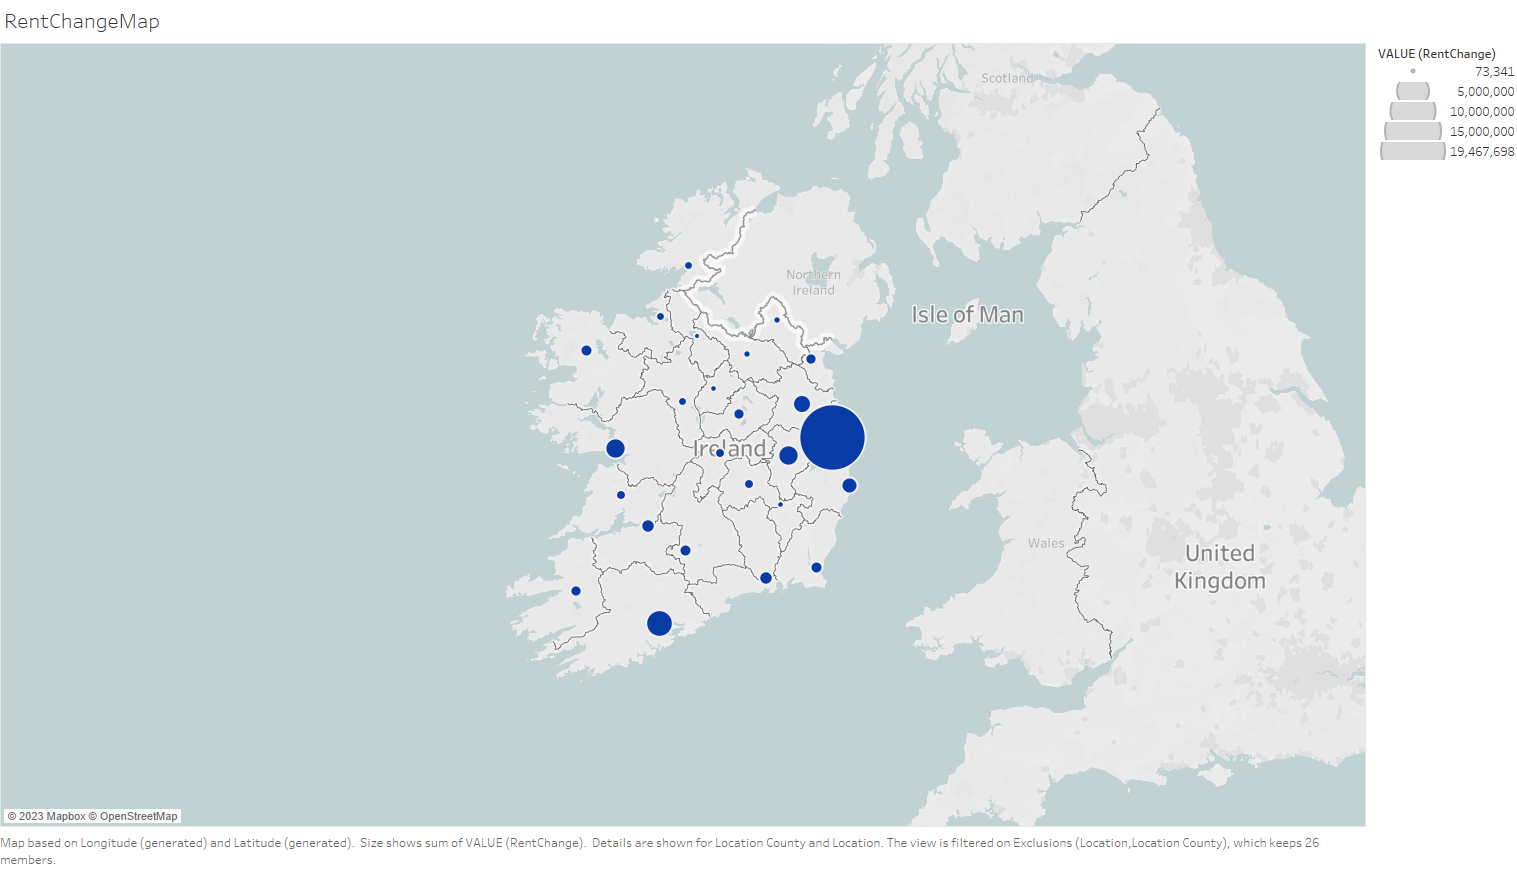 RentChangeMap
VALUE (RentChange)
73,341
5,000,000
10,000,000
15,000,000
19,467,698
Scotland
Northern
Ireland
Isle of Man
Ireland
Wales
United
Kingdom
© 2023 Mapbox © OpenStreetMap
Map based on Longitude (generated) and Latitude (generated).  Size shows sum of VALUE (RentChange).  Details are shown for Location County and Location. The view is filtered on Exclusions (Location,Location County), which keeps 26
members.